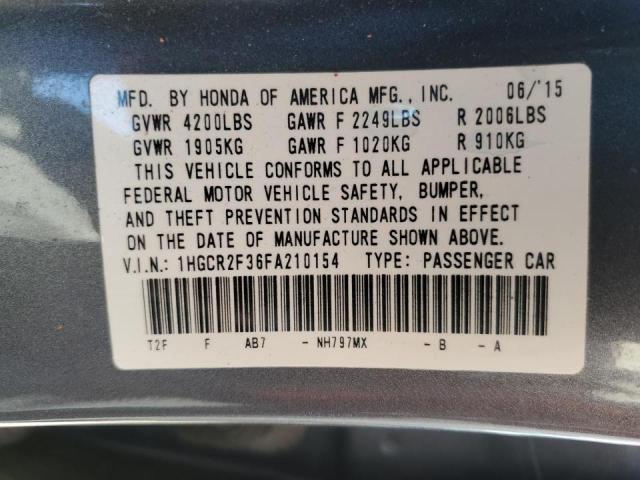 MFD. BY HONDA OF AMERICA MFG., INC. 06/'15
GVWR 4200LBS GAWR F 2249LBS R 2006LBS
GVWR 1905KG GAWR F 1020KG R 910KG
THIS VEHICLE CONFORMS TO ALL APPLICABLE
FEDERAL MOTOR VEHICLE SAFETY, BUMPER,
AND THEFT PREVENTION STANDARDS IN EFFECT
ON THE DATE OF MANUFACTURE SHOWN ABOVE.
V.I.N.: 1HGCR2F36FA210154 TYPE: PASSENGER CAR
T2F F AB7 - NH797MX - B - A